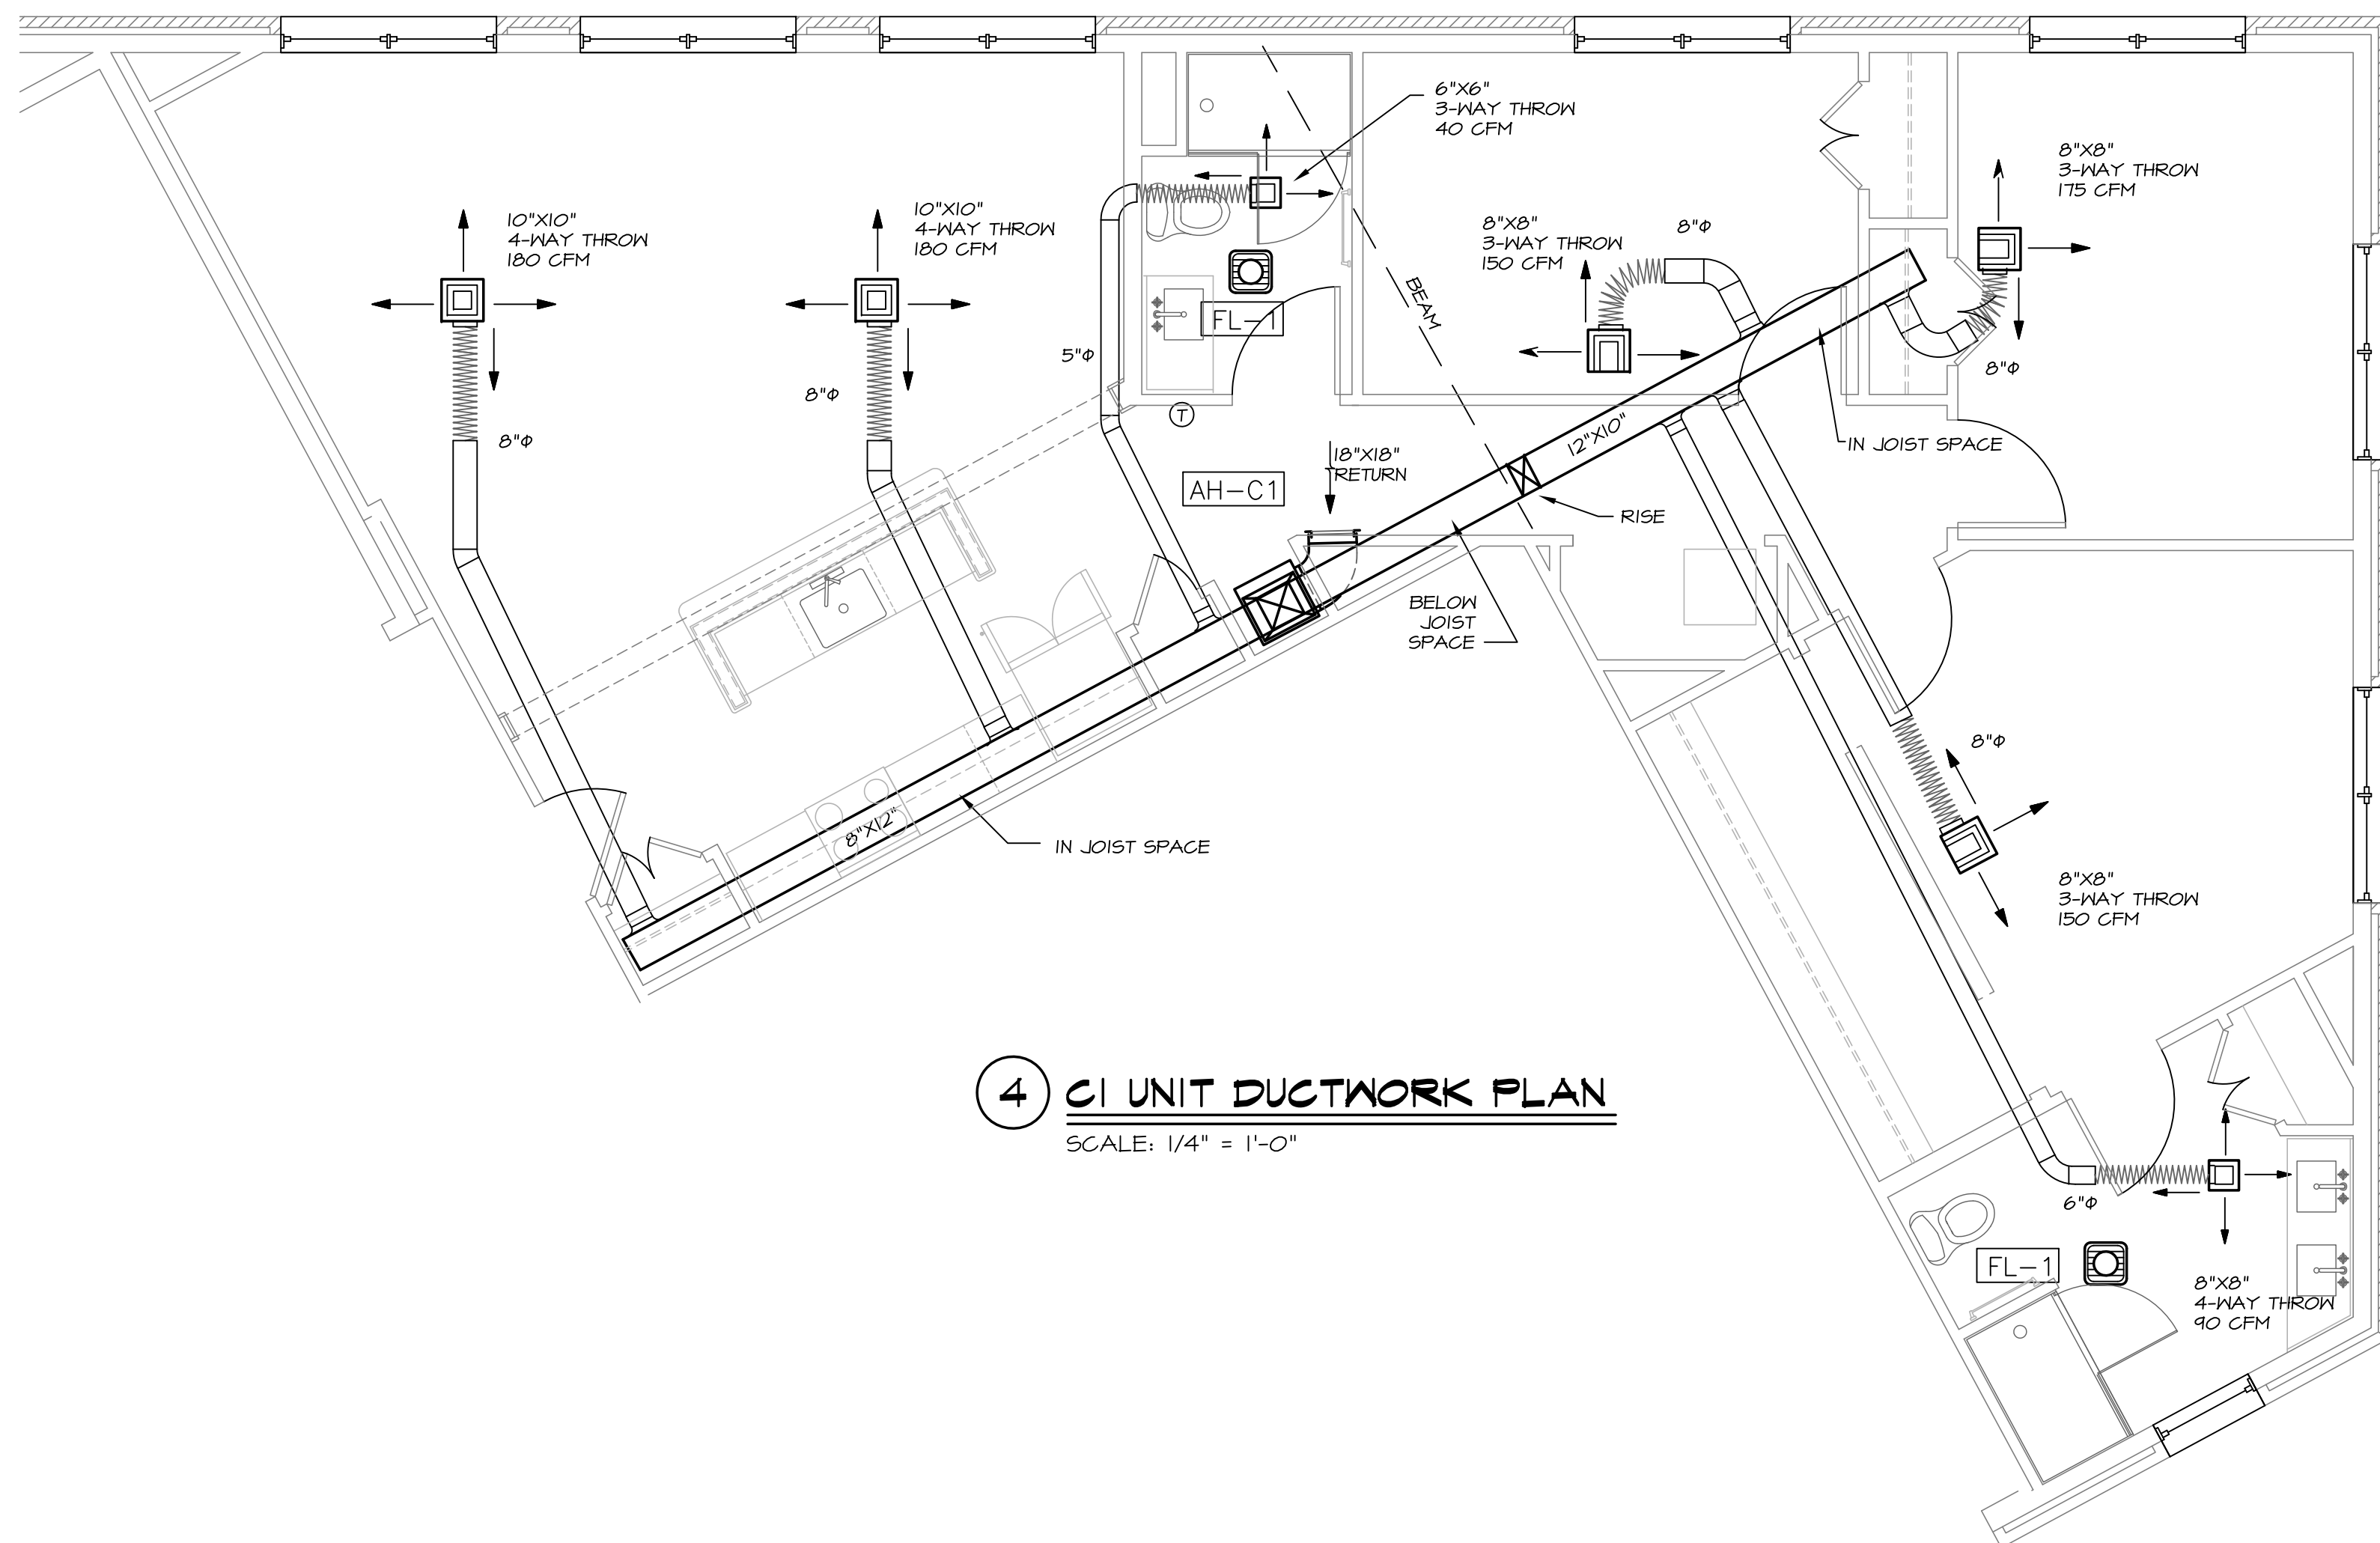 6"X6"
3-WAY THROW
40 CFM
8"X8"
3-WAY THROW
175 CFM
10"X10"
4-WAY THROW
180 CFM
10"X10"
4-WAY THROW
180 CFM
8"X8"
3-WAY THROW
150 CFM
8"Φ
BEAM
FL-1
5"Φ
8"Φ
8"Φ
8"Φ
T
12"X10"
IN JOIST SPACE
18"X18"
RETURN
AH-C1
RISE
BELOW
JOIST
SPACE
8"Φ
8"X12"
IN JOIST SPACE
8"X8"
3-WAY THROW
150 CFM
4
C1 UNIT DUCTWORK PLAN
SCALE: 1/4" = 1'-0"
6"Φ
FL-1
8"X8"
4-WAY THROW
90 CFM